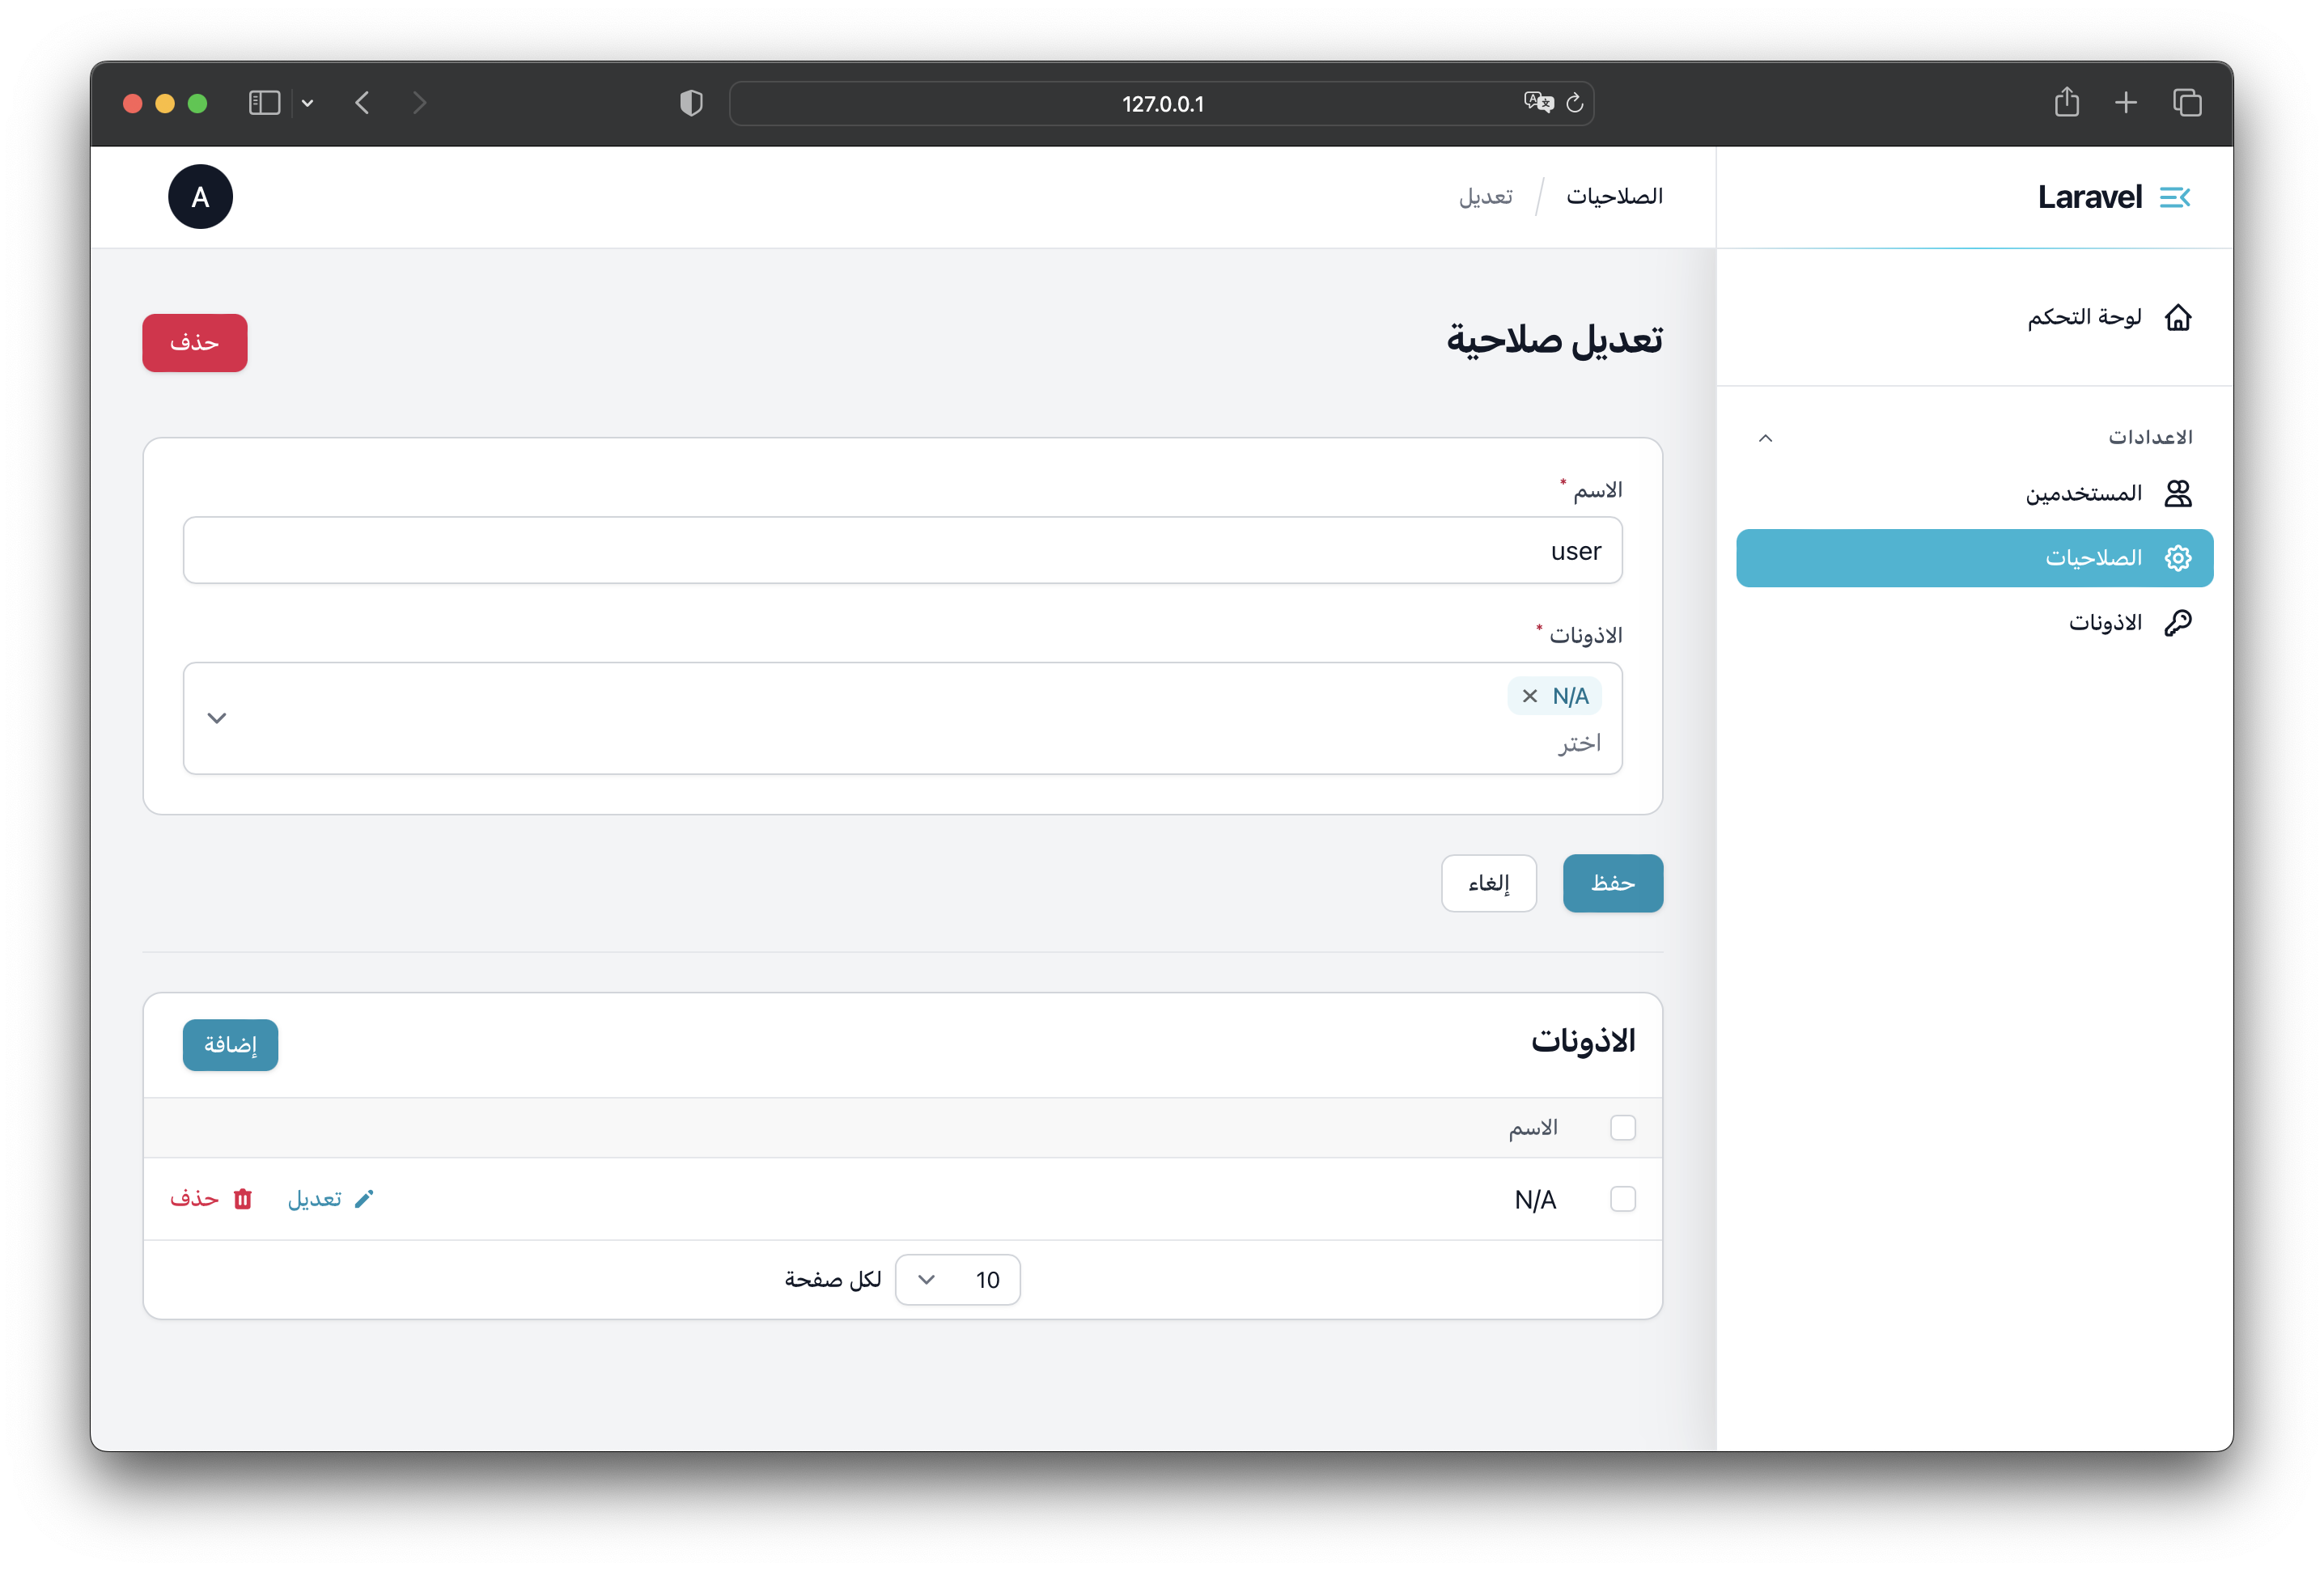 127.0.0.1
Laravel
لوحة التحكم
الاعدادات
المستخدمين
الصلاحيات
الاذونات
الصلاحيات / تعديل
A
تعديل صلاحية
حذف
الاسم *
user
الاذونات *
N/A
اختر
حفظ
إلغاء
الاذونات
إضافة
الاسم
N/A
تعديل
حذف
10
لكل صفحة